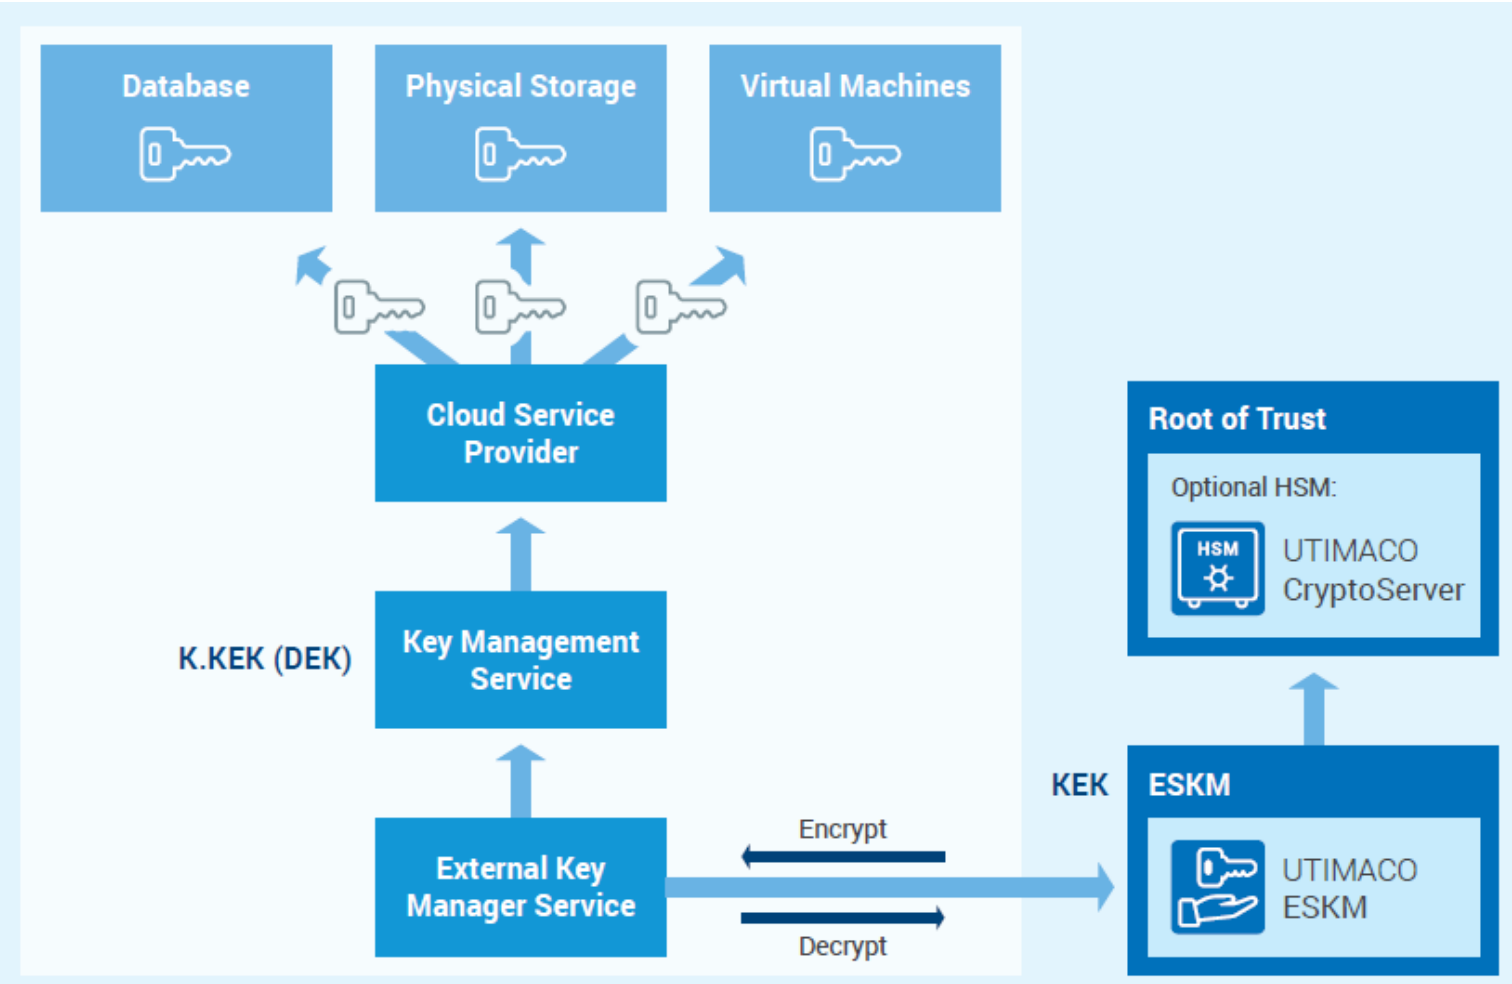 Database
Physical Storage
Virtual Machines
Cloud Service
Provider
Root of Trust
Optional HSM:
HSM
UTIMACO
CryptoServer
K.KEK (DEK)
Key Management
Service
KEK
ESKM
Encrypt
External Key
Manager Service
Decrypt
UTIMACO
ESKM